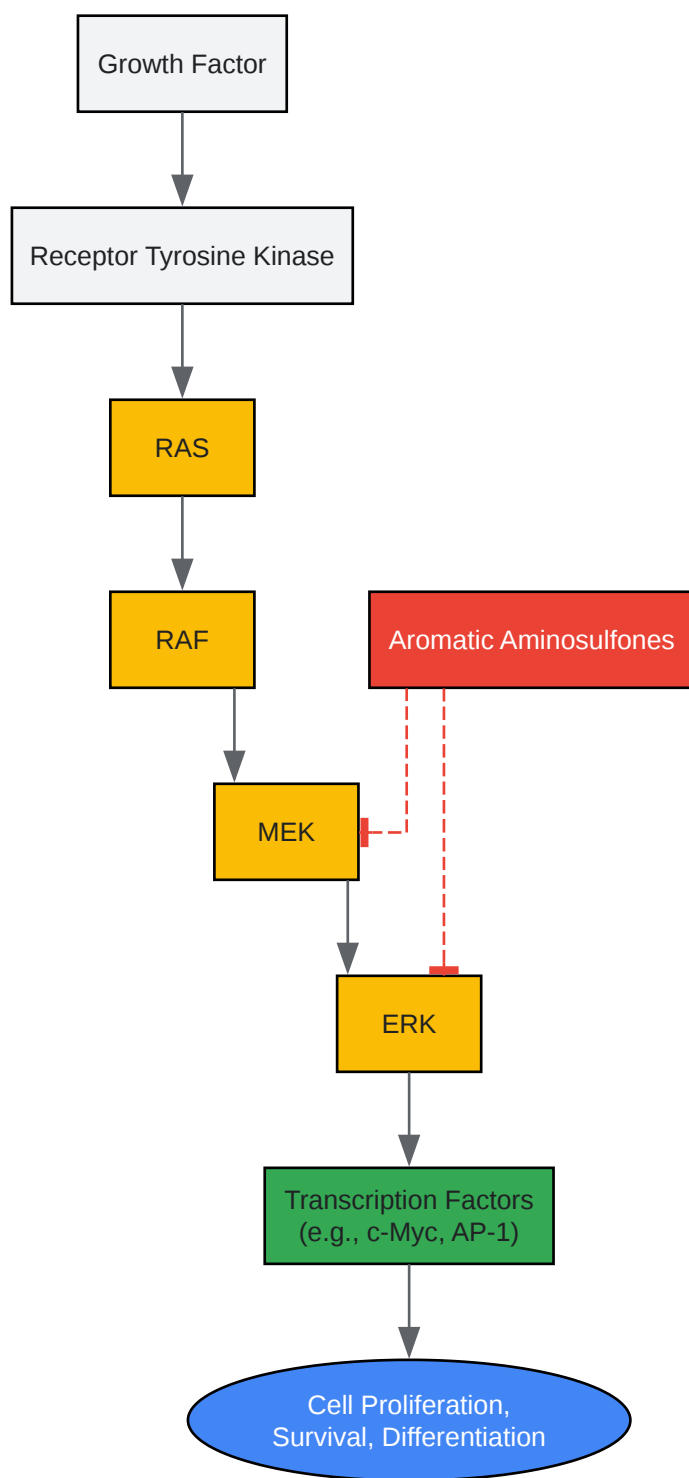 Growth Factor
Receptor Tyrosine Kinase
RAS
RAF
Aromatic Aminosulfones
MEK
ERK
Transcription Factors
(e.g., c-Myc, AP-1)
Cell Proliferation,
Survival, Differentiation